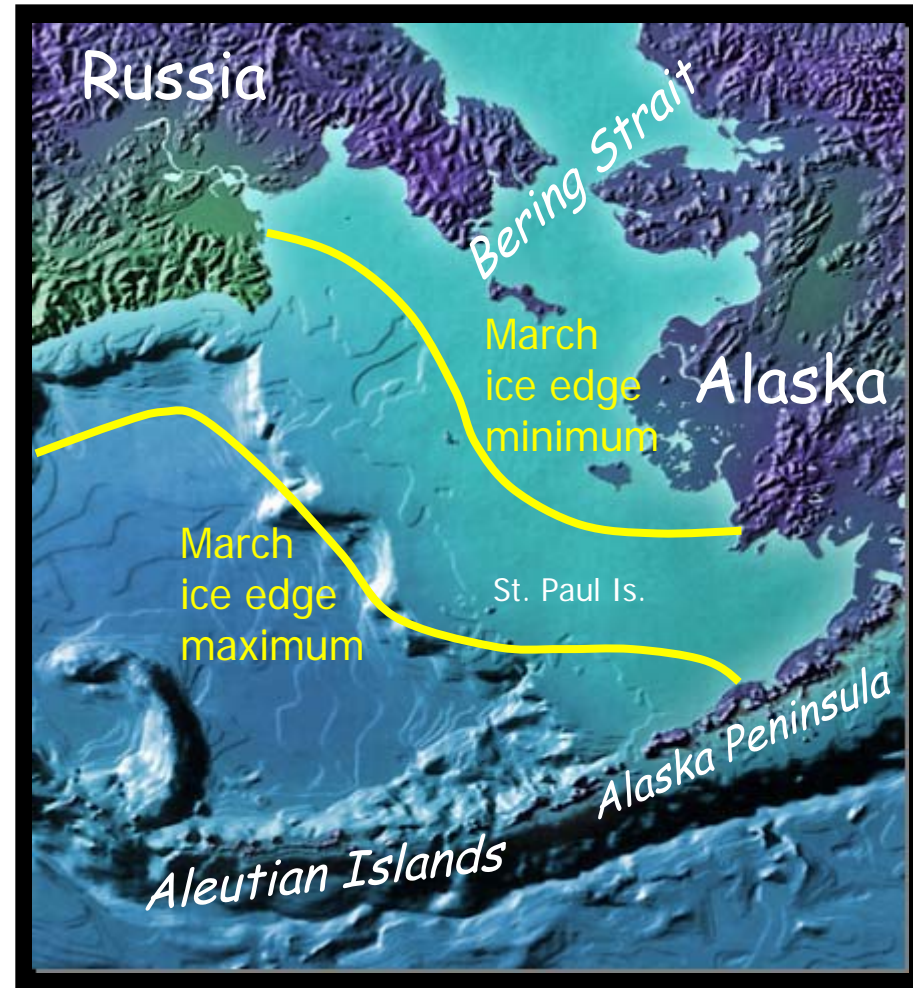 Russia
Bering Strait
March
ice edge
minimum
Alaska
March
ice edge
maximum
St. Paul Is.
Alaska Peninsula
Aleutian Islands